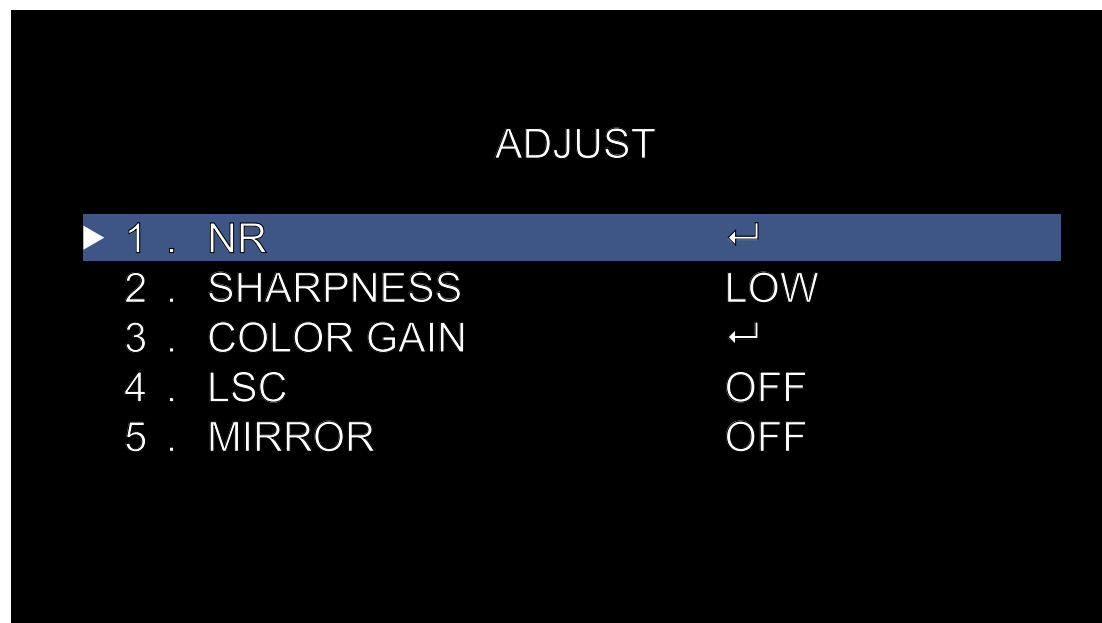 ADJUST
1 . NR ↵
2 . SHARPNESS LOW
3 . COLOR GAIN ↵
4 . LSC OFF
5 . MIRROR OFF